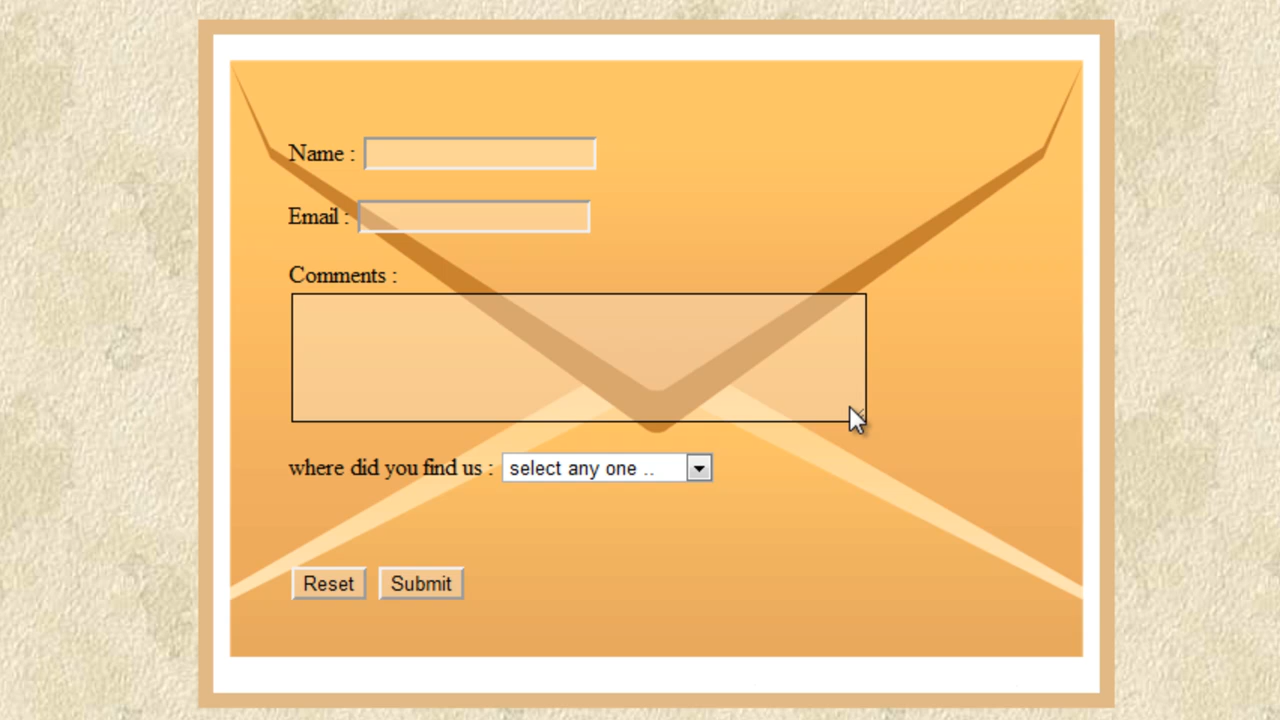 Name :
Email :
Comments :
where did you find us : select any one ..
Reset Submit